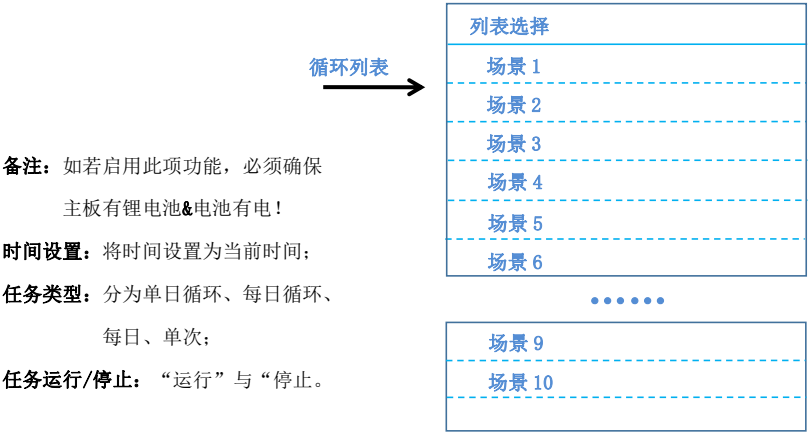 循环列表
备注：如若启用此项功能，必须确保
主板有锂电池&电池有电！
时间设置：将时间设置为当前时间；
任务类型：分为单日循环、每日循环、
每日、单次；
任务运行/停止：“运行”与“停止。
列表选择
场景 1
场景 2
场景 3
场景 4
场景 5
场景 6
••••••
场景 9
场景 10